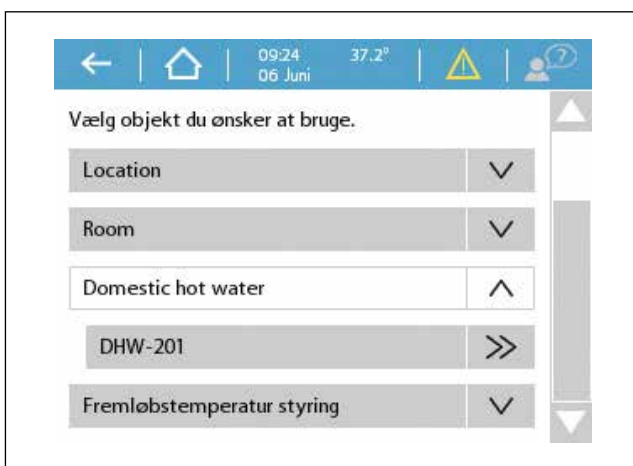 09:24 37.2°
06 Juni
?
Vælg objekt du ønsker at bruge.
Location
Room
Domestic hot water
DHW-201
Fremløbstemperatur styring